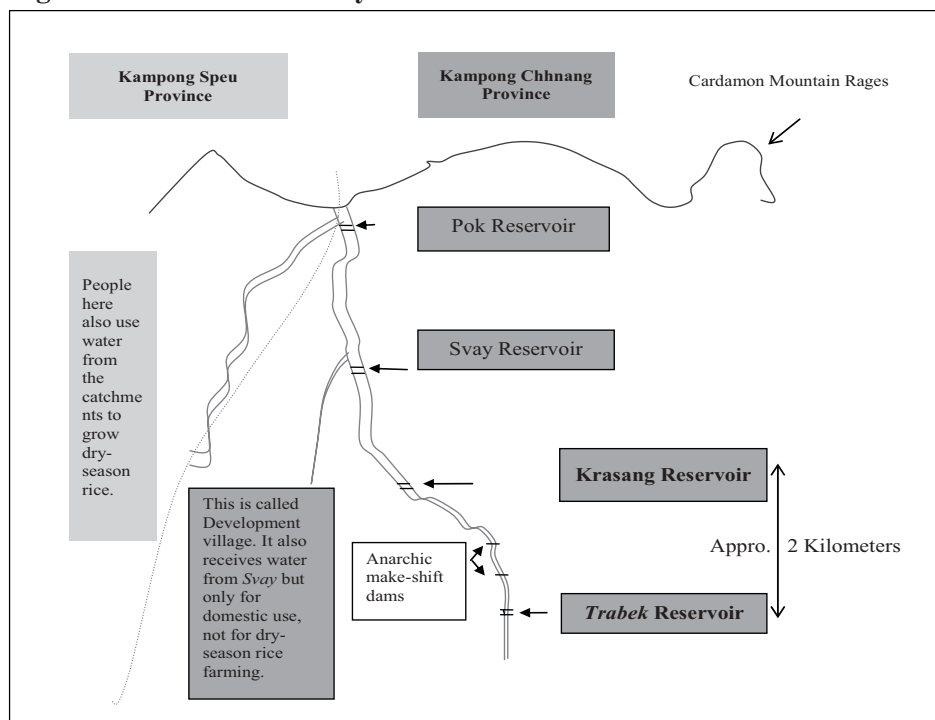 Kampong Speu
Province
Kampong Chhnang
Province
Cardamon Mountain Rages
Pok Reservoir
People
here
also use
water
from
the
catchme
nts to
grow
dry-
season
rice.
Svay Reservoir
Krasang Reservoir
This is called
Development
village. It also
receives water
from Svay but
only for
domestic use,
not for dry-
season rice
farming.
Anarchic
make-shift
dams
Appro. 2 Kilometers
Trabek Reservoir